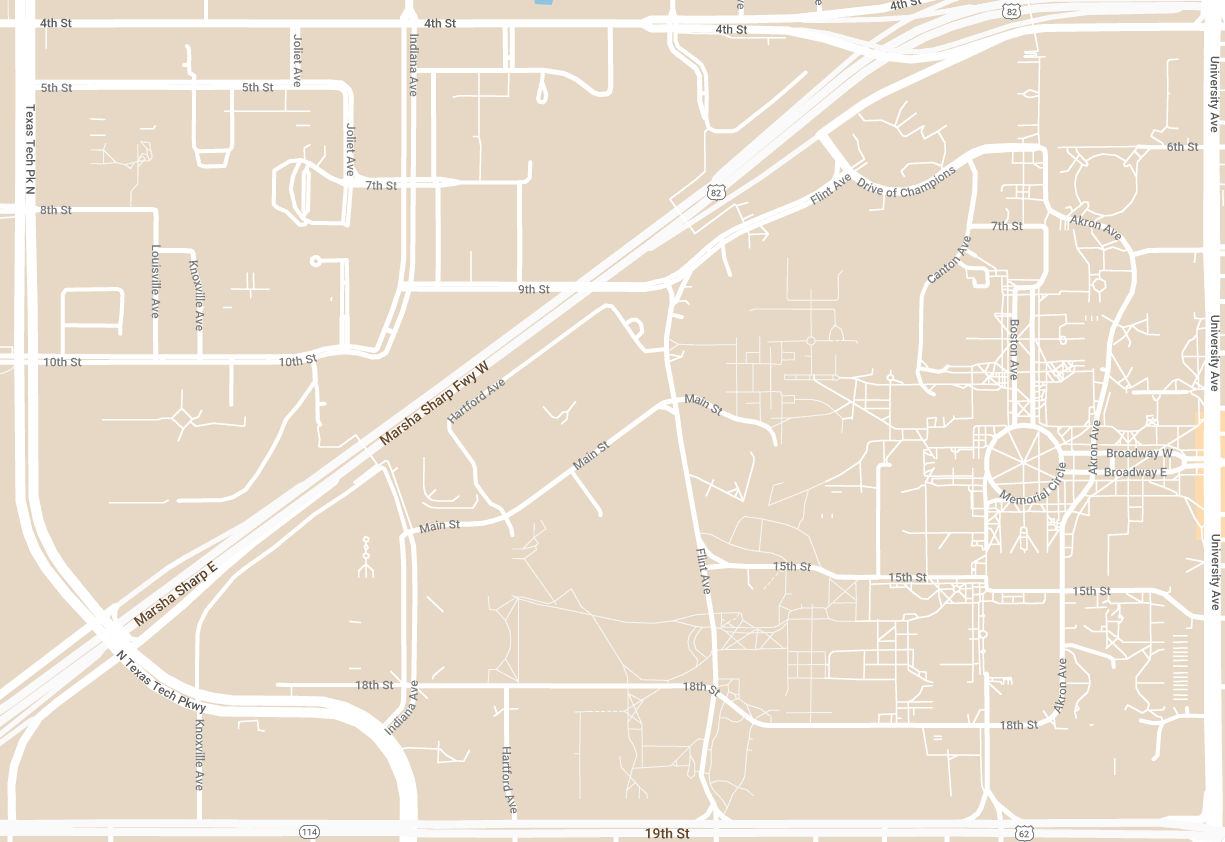 4th St
82
4th St
4th St
4th St
Joliet Ave
Indiana Ave
University Ave
5th St
5th St
Texas Tech Pk N
Joliet Ave
6th St
7th St
82
Flint Ave
Drive of Champions
8th St
Akron Ave
7th St
Louisville Ave
Knoxville Ave
Canton Ave
9th St
Boston Ave
University Ave
10th St
10th St
Marsha Sharp Fwy W
Hartford Ave
Main St
Akron Ave
Broadway W
Main St
Broadway E
Memorial Circle
Main St
University Ave
Flint Ave
15th St
15th St
Marsha Sharp E
15th St
N Texas Tech Pkwy
18th St
18th St
Akron Ave
Indiana Ave
18th St
Knoxville Ave
Hartford Ave
114
19th St
62